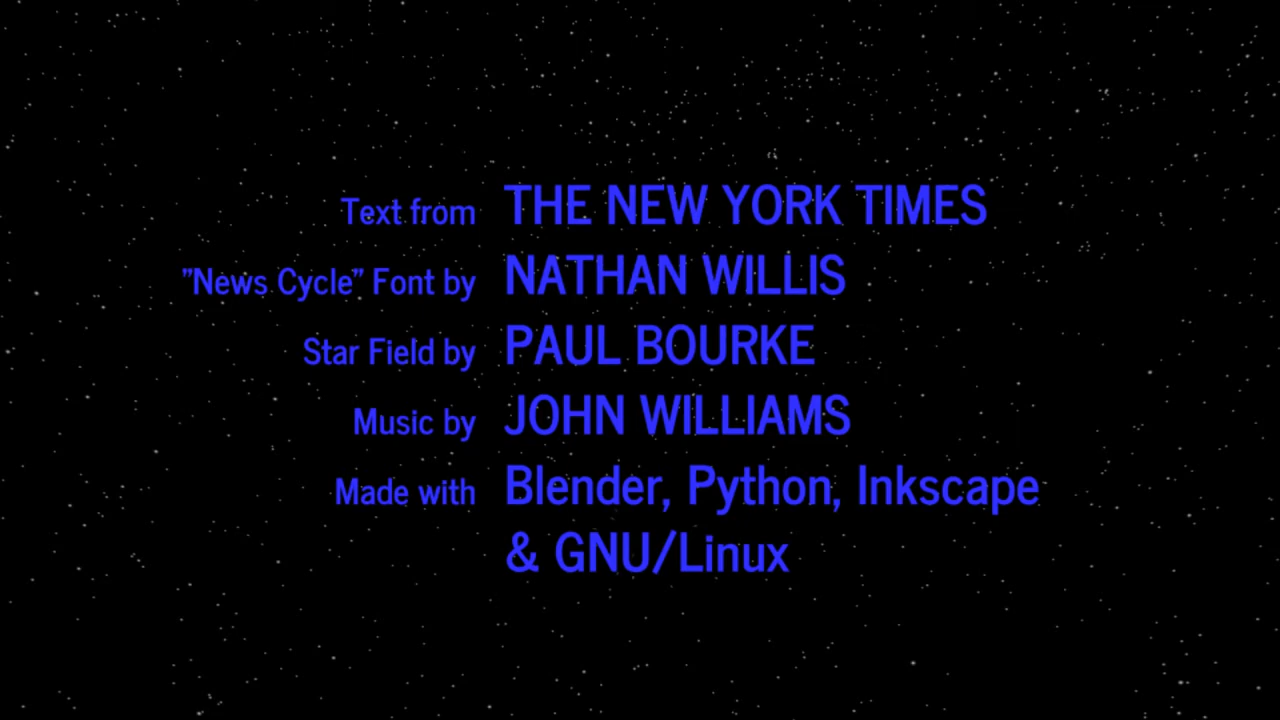 Text from THE NEW YORK TIMES
"News Cycle" Font by NATHAN WILLIS
Star Field by PAUL BOURKE
Music by JOHN WILLIAMS
Made with Blender, Python, Inkscape
& GNU/Linux